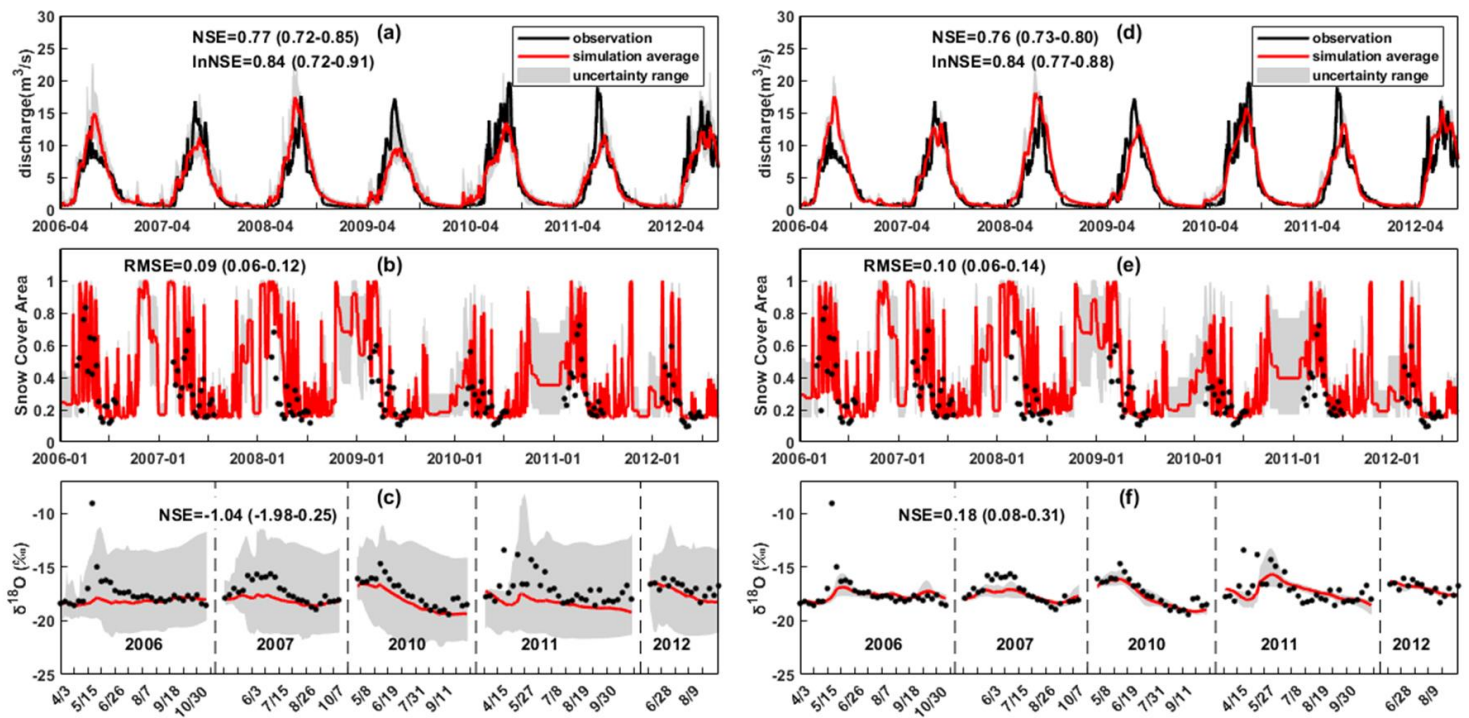 (a)
NSE=0.77 (0.72-0.85)
lnNSE=0.84 (0.72-0.91)
observation
simulation average
uncertainty range
discharge(m³/s)
30
25
20
15
10
5
0
2006-04 2007-04 2008-04 2009-04 2010-04 2011-04 2012-04
(d)
NSE=0.76 (0.73-0.80)
lnNSE=0.84 (0.77-0.88)
observation
simulation average
uncertainty range
discharge(m³/s)
30
25
20
15
10
5
0
2006-04 2007-04 2008-04 2009-04 2010-04 2011-04 2012-04
RMSE=0.09 (0.06-0.12)
(b)
Snow Cover Area
1
0.8
0.6
0.4
0.2
0
2006-01 2007-01 2008-01 2009-01 2010-01 2011-01 2012-01
RMSE=0.10 (0.06-0.14)
(e)
Snow Cover Area
1
0.8
0.6
0.4
0.2
0
2006-01 2007-01 2008-01 2009-01 2010-01 2011-01 2012-01
(c)
NSE=-1.04 (-1.98-0.25)
δ¹⁸O (‰)
-10
-15
-20
-25
2006 2007 2010 2011 2012
4/3 5/15 6/26 8/7 9/18 10/30 6/3 7/15 8/26 10/7 5/8 6/19 7/31 9/11 4/15 5/27 7/8 8/19 9/30 6/28 8/9
(f)
NSE=0.18 (0.08-0.31)
δ¹⁸O (‰)
-10
-15
-20
-25
2006 2007 2010 2011 2012
4/3 5/15 6/26 8/7 9/18 10/30 6/3 7/15 8/26 10/7 5/8 6/19 7/31 9/11 4/15 5/27 7/8 8/19 9/30 6/28 8/9